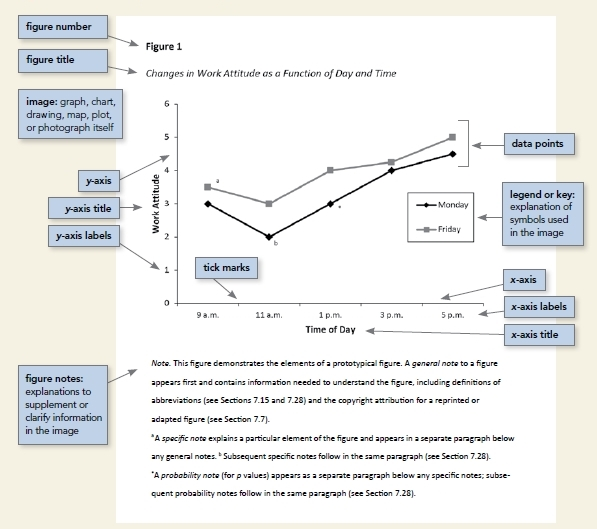 figure number
Figure 1
figure title
Changes in Work Attitude as a Function of Day and Time
image: graph, chart,
drawing, map, plot,
or photograph itself
6
5
4
3
2
1
0
data points
y-axis
y-axis title
y-axis labels
Work Attitude
a
b
*
legend or key:
explanation of
symbols used
in the image
Monday
Friday
tick marks
x-axis
x-axis labels
x-axis title
9 a.m.
11 a.m.
1 p.m.
3 p.m.
5 p.m.
Time of Day
figure notes:
explanations to
supplement or
clarify information
in the image
Note. This figure demonstrates the elements of a prototypical figure. A general note to a figure
appears first and contains information needed to understand the figure, including definitions of
abbreviations (see Sections 7.15 and 7.28) and the copyright attribution for a reprinted or
adapted figure (see Section 7.7).
ᵃA specific note explains a particular element of the figure and appears in a separate paragraph below
any general notes. ᵇ Subsequent specific notes follow in the same paragraph (see Section 7.28).
*A probability note (for p values) appears as a separate paragraph below any specific notes; subse-
quent probability notes follow in the same paragraph (see Section 7.28).